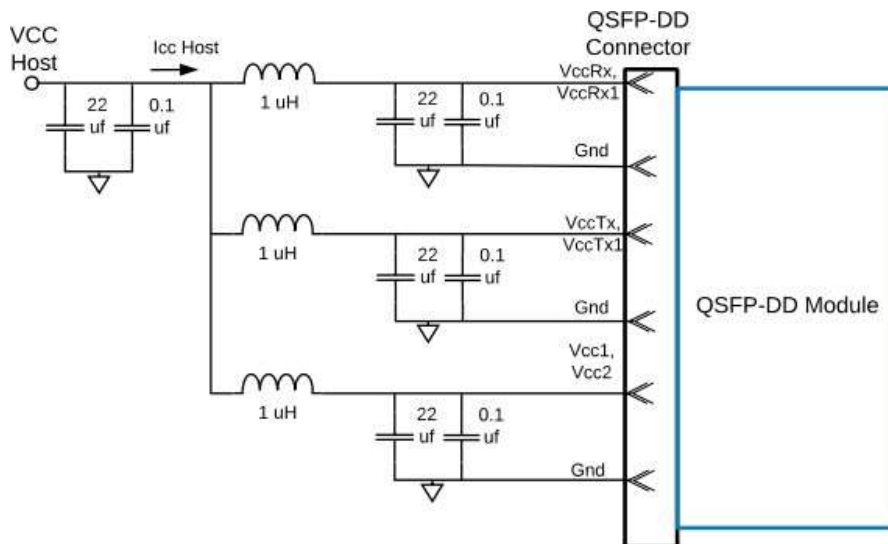 QSFP-DD
Connector
VCC
Host
Icc Host
22
uf
0.1
uf
1 uH
22
uf
0.1
uf
VccRx,
VccRx1
Gnd
1 uH
22
uf
0.1
uf
VccTx,
VccTx1
Gnd
QSFP-DD Module
1 uH
22
uf
0.1
uf
Vcc1,
Vcc2
Gnd